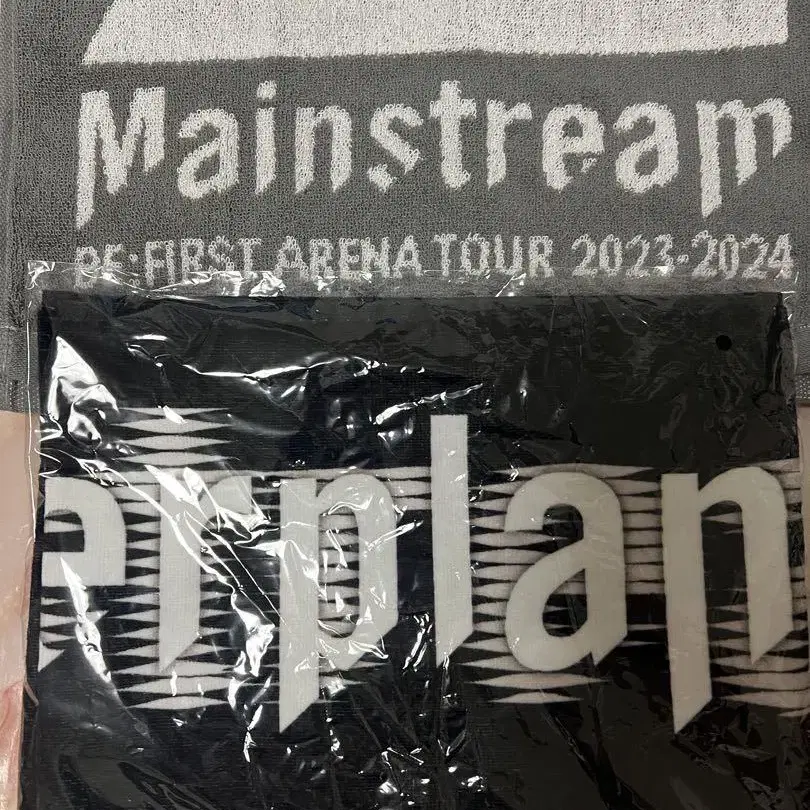 Mainstream
BE:FIRST ARENA TOUR 2023-2024
erplan